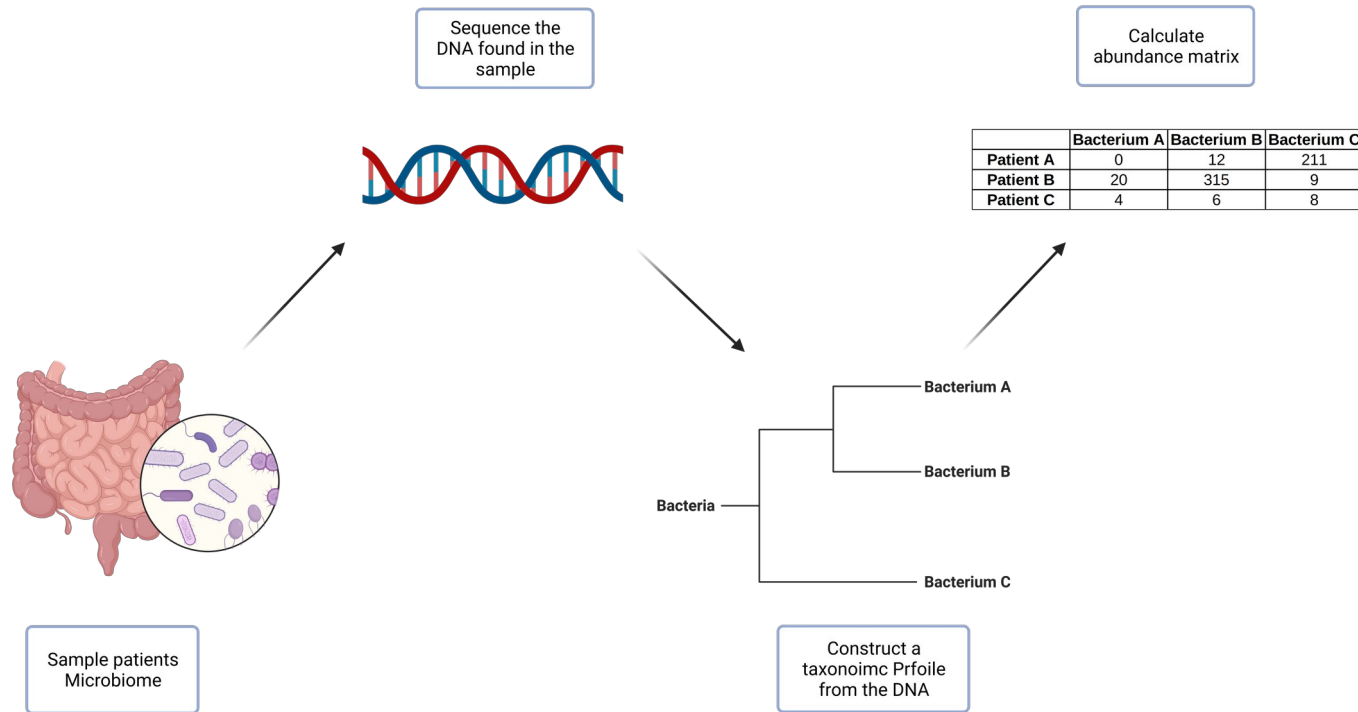 Sequence the
DNA found in the
sample
Calculate
abundance matrix
Bacterium A Bacterium B Bacterium C
Patient A 0 12 211
Patient B 20 315 9
Patient C 4 6 8
Bacterium A
Bacterium B
Bacteria
Bacterium C
Sample patients
Microbiome
Construct a
taxonoimc Prfoile
from the DNA